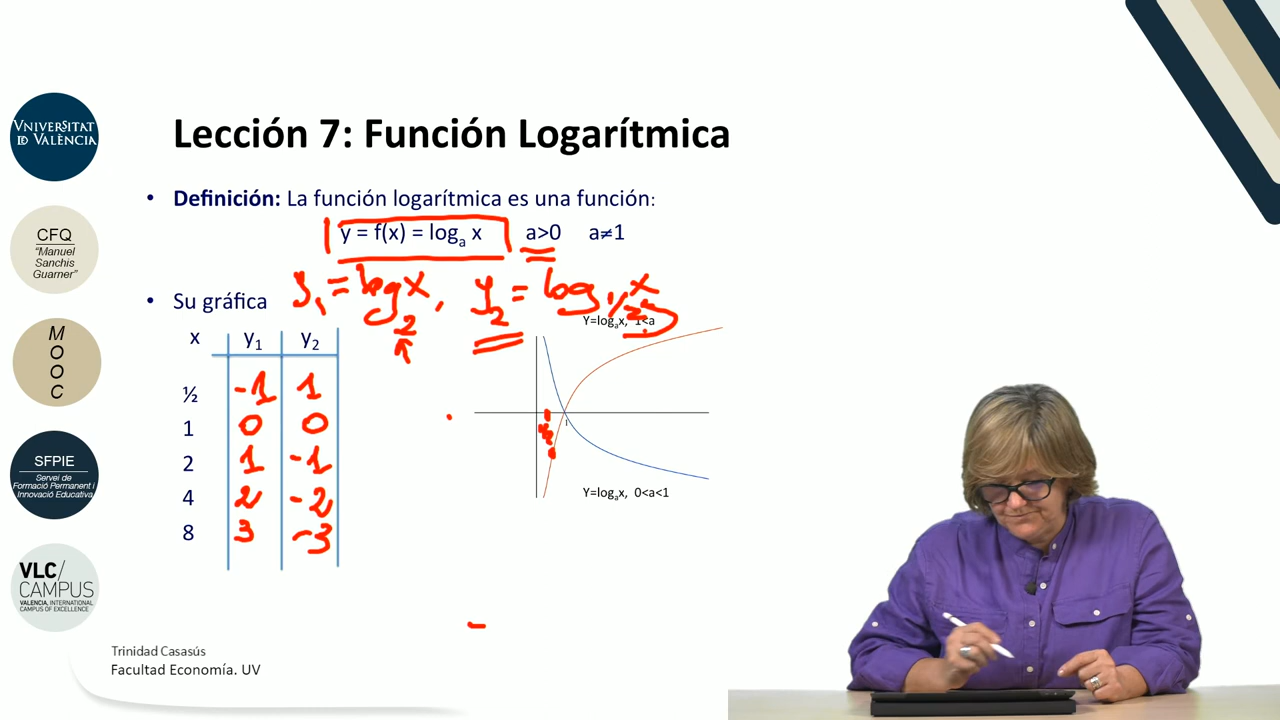 VNIVERSITAT
ID VALÈNCIA
CFQ
“Manuel
Sanchis
Guarner”
M
O
O
C
SFPIE
Servei de
Formació Permanent i
Innovació Educativa
VLC/
CAMPUS
VALENCIA, INTERNATIONAL
CAMPUS OF EXCELLENCE
Lección 7: Función Logarítmica
• Definición: La función logarítmica es una función:
y = f(x) = logₐ x a>0 a≠1
y₁ = log₂ x, y₂ = log₁/₂ x
• Su gráfica
x y₁ y₂
½ -1 1
1 0 0
2 1 -1
4 2 -2
8 3 -3
Y=logₐx, 1<a
1
Y=logₐx, 0<a<1
Trinidad Casasús
Facultad Economía. UV